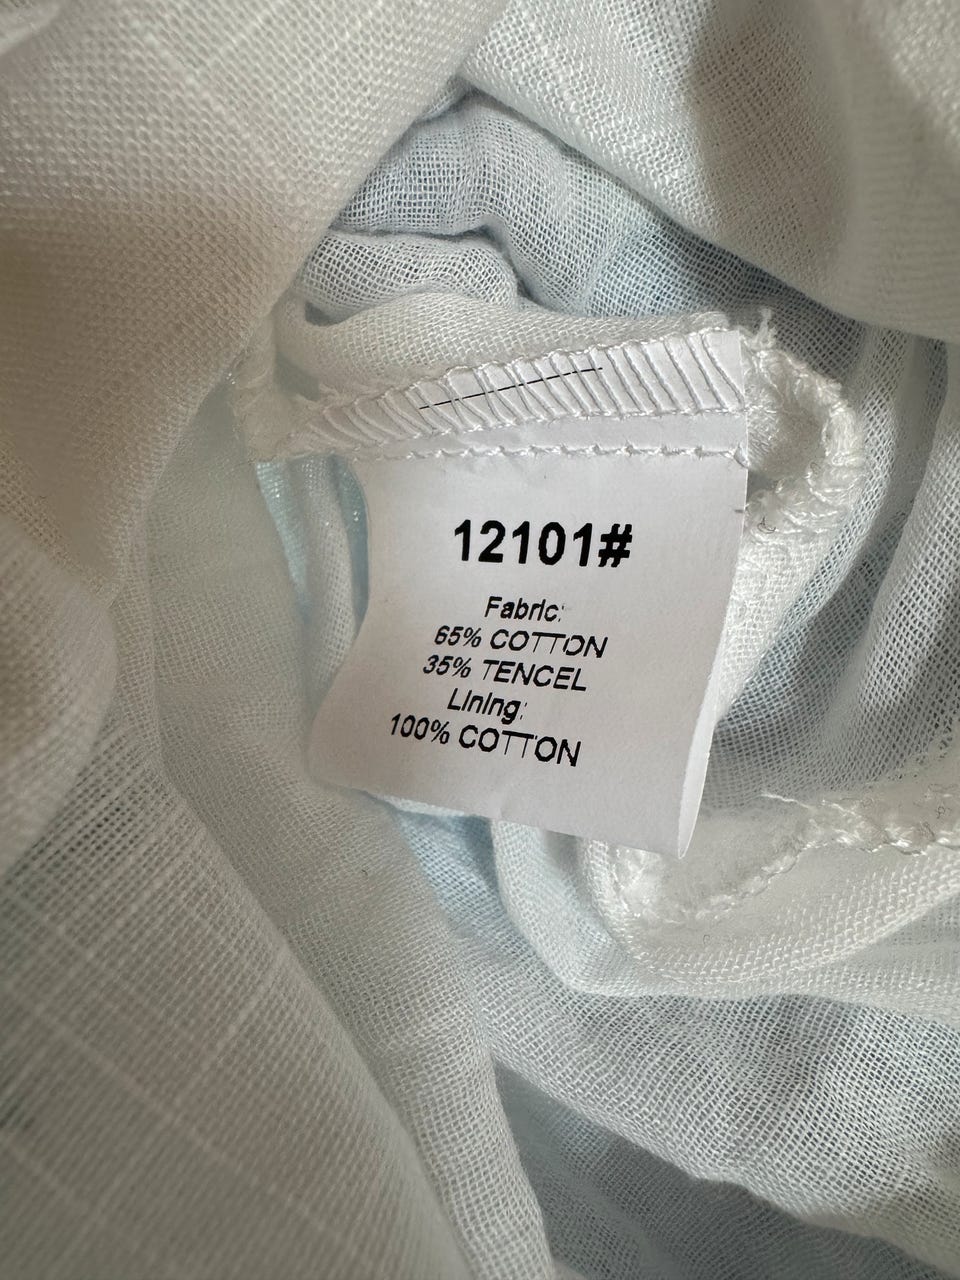 12101#
Fabric:
65% COTTON
35% TENCEL
Lining:
100% COTTON